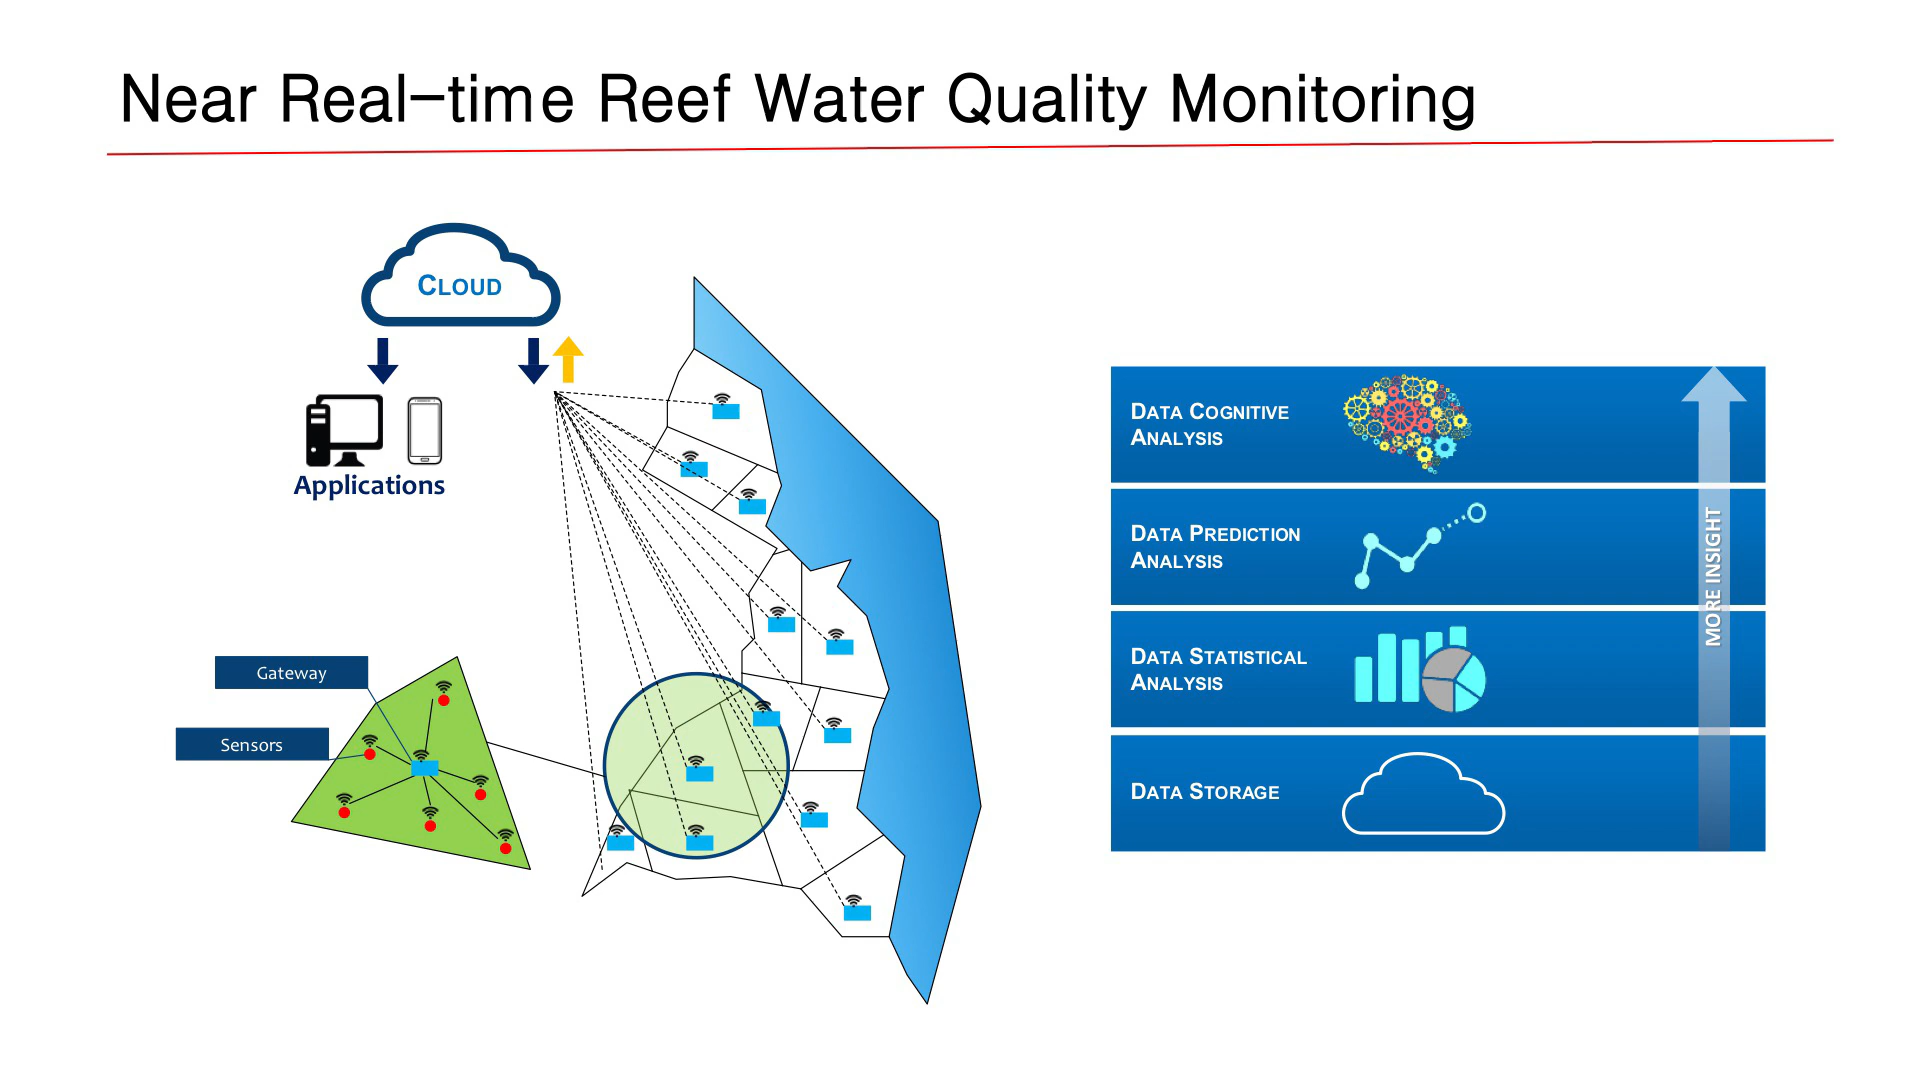 Near Real-time Reef Water Quality Monitoring
CLOUD
Applications
Gateway
Sensors
DATA COGNITIVE
ANALYSIS
DATA PREDICTION
ANALYSIS
DATA STATISTICAL
ANALYSIS
DATA STORAGE
MORE INSIGHT